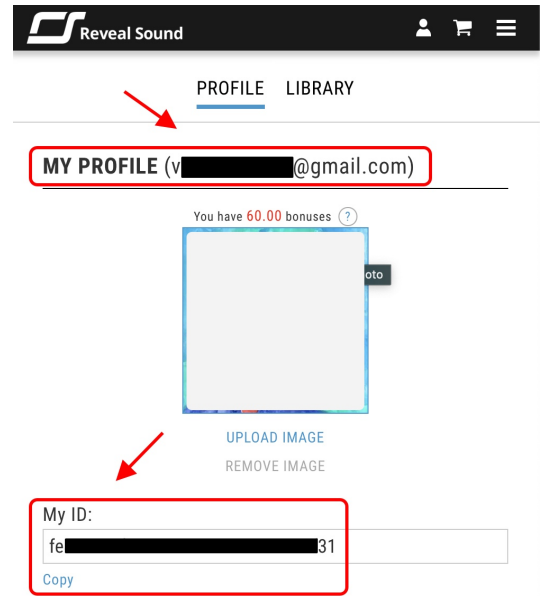 Reveal Sound
PROFILE LIBRARY
MY PROFILE (v @gmail.com)
You have 60.00 bonuses ?
oto
UPLOAD IMAGE
REMOVE IMAGE
My ID:
fe 31
Copy